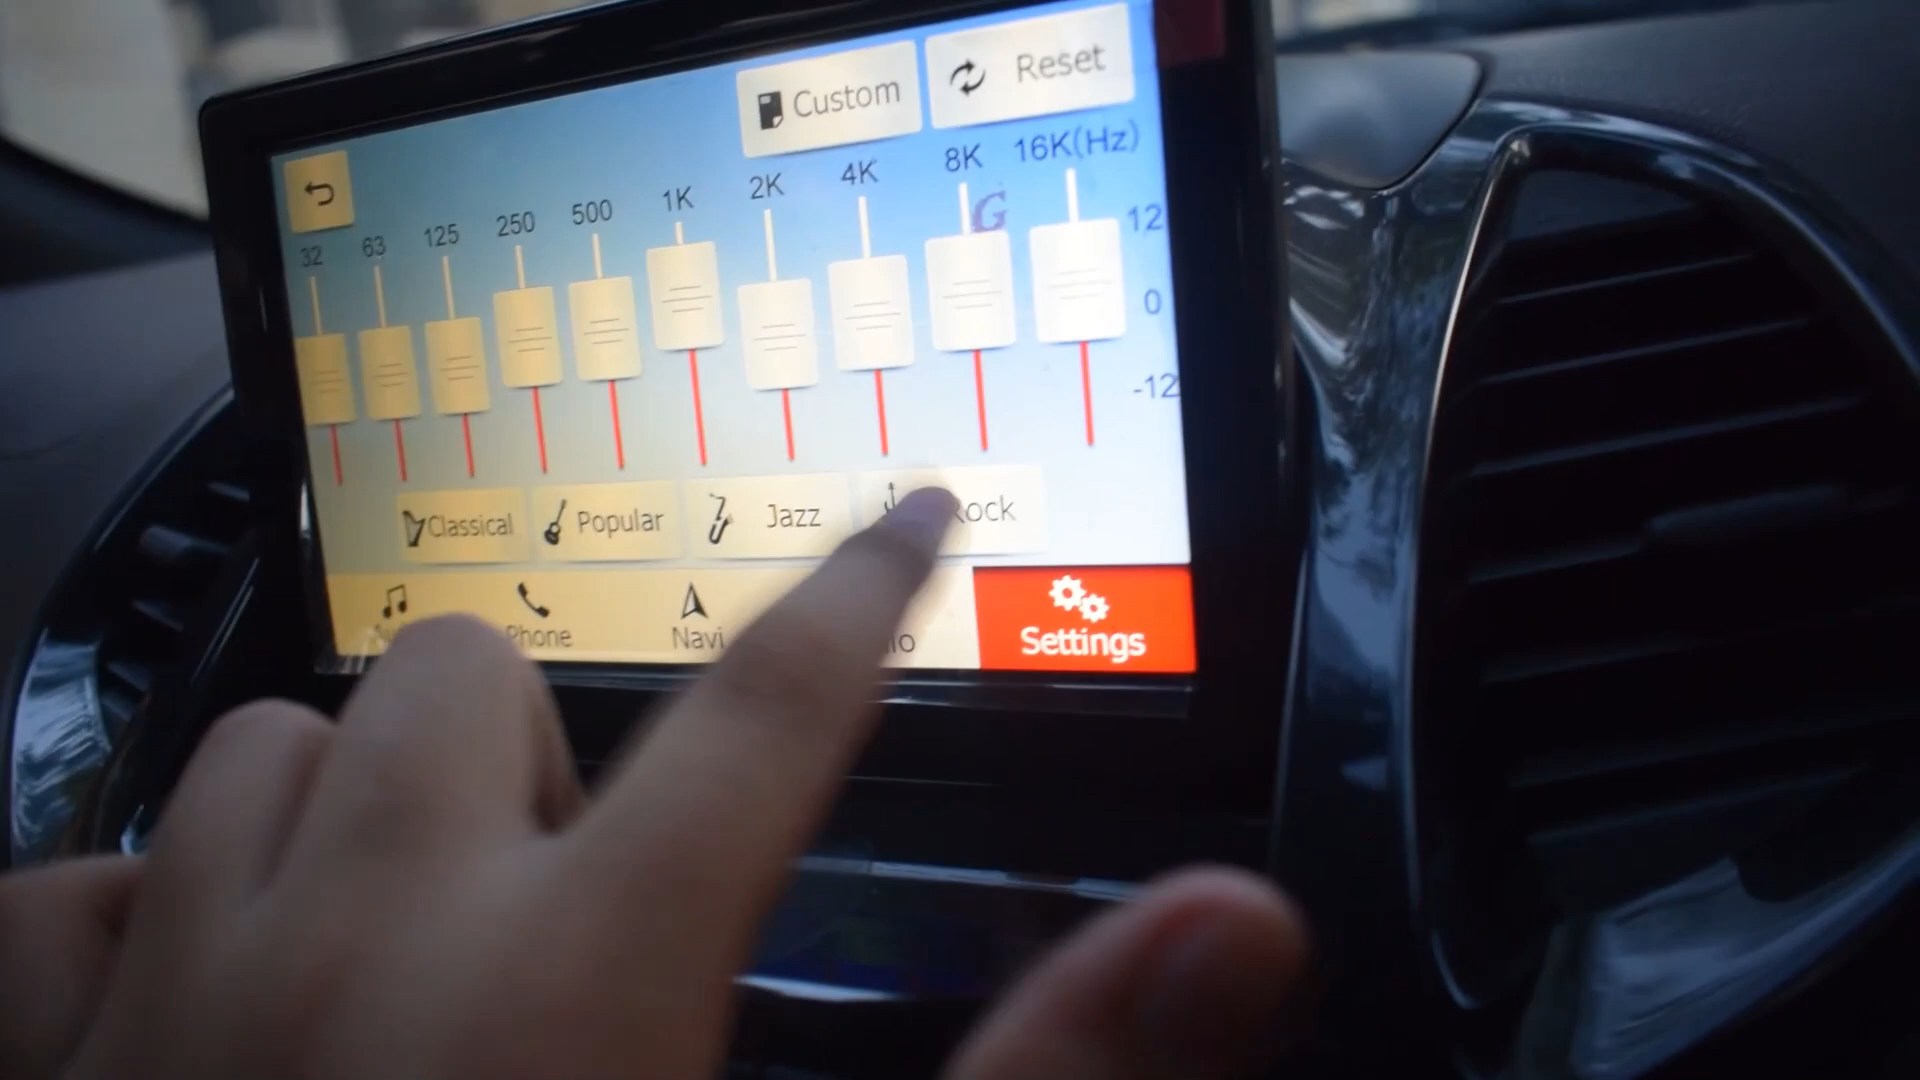 Custom
Reset
32 63 125 250 500 1K 2K 4K 8K 16K(Hz)
G
12
0
-12
Classical
Popular
Jazz
Phone
Navi
Settings